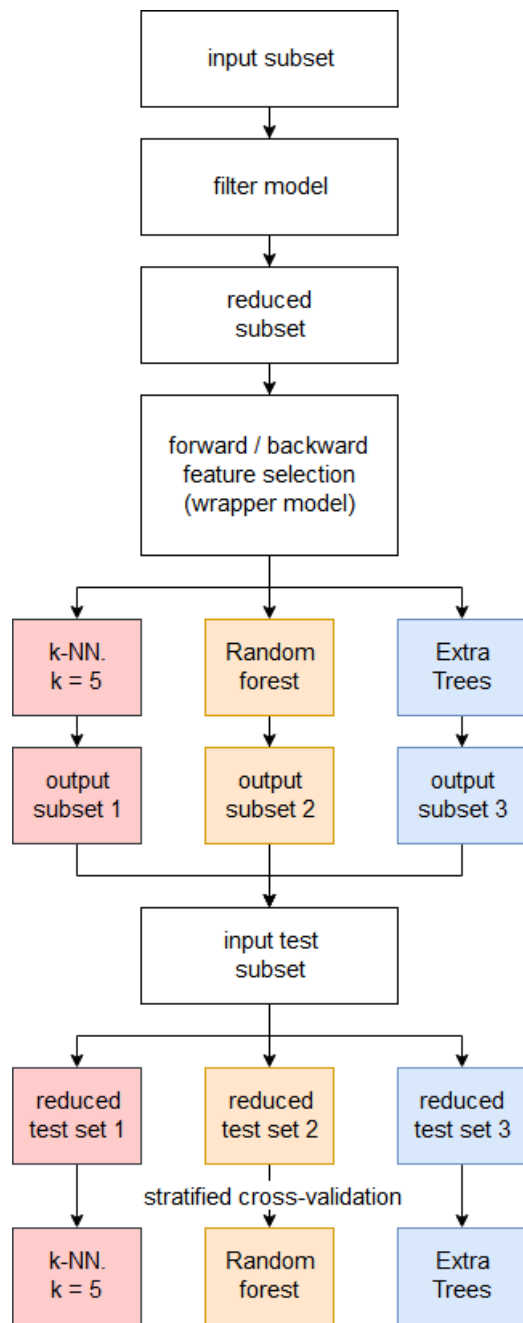 input subset
filter model
reduced
subset
forward / backward
feature selection
(wrapper model)
k-NN.
k = 5
Random
forest
Extra
Trees
output
subset 1
output
subset 2
output
subset 3
input test
subset
reduced
test set 1
reduced
test set 2
reduced
test set 3
stratified cross-validation
k-NN.
k = 5
Random
forest
Extra
Trees